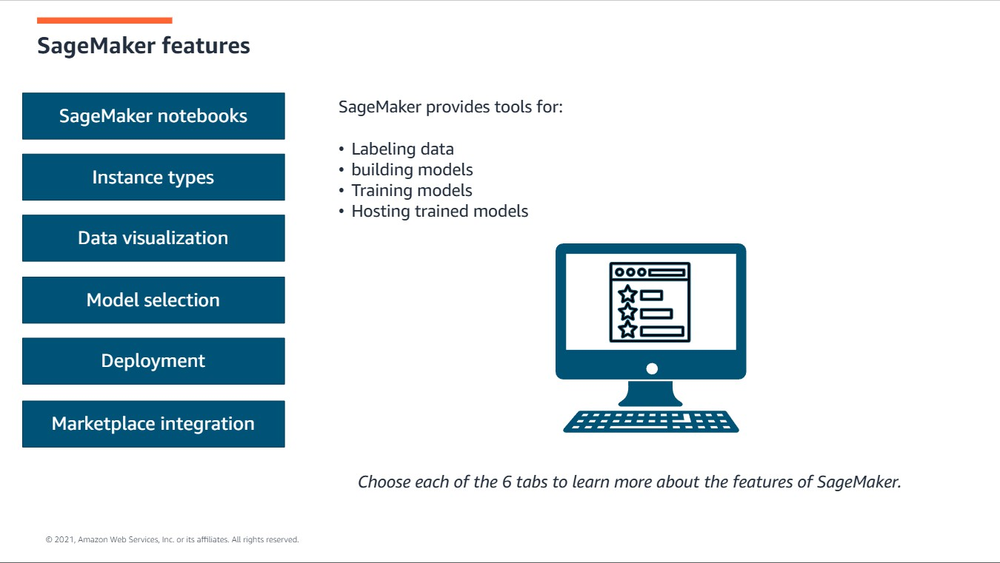 SageMaker features
SageMaker notebooks
Instance types
Data visualization
Model selection
Deployment
Marketplace integration
SageMaker provides tools for:
• Labeling data
• building models
• Training models
• Hosting trained models
Choose each of the 6 tabs to learn more about the features of SageMaker.
© 2021, Amazon Web Services, Inc. or its affiliates. All rights reserved.